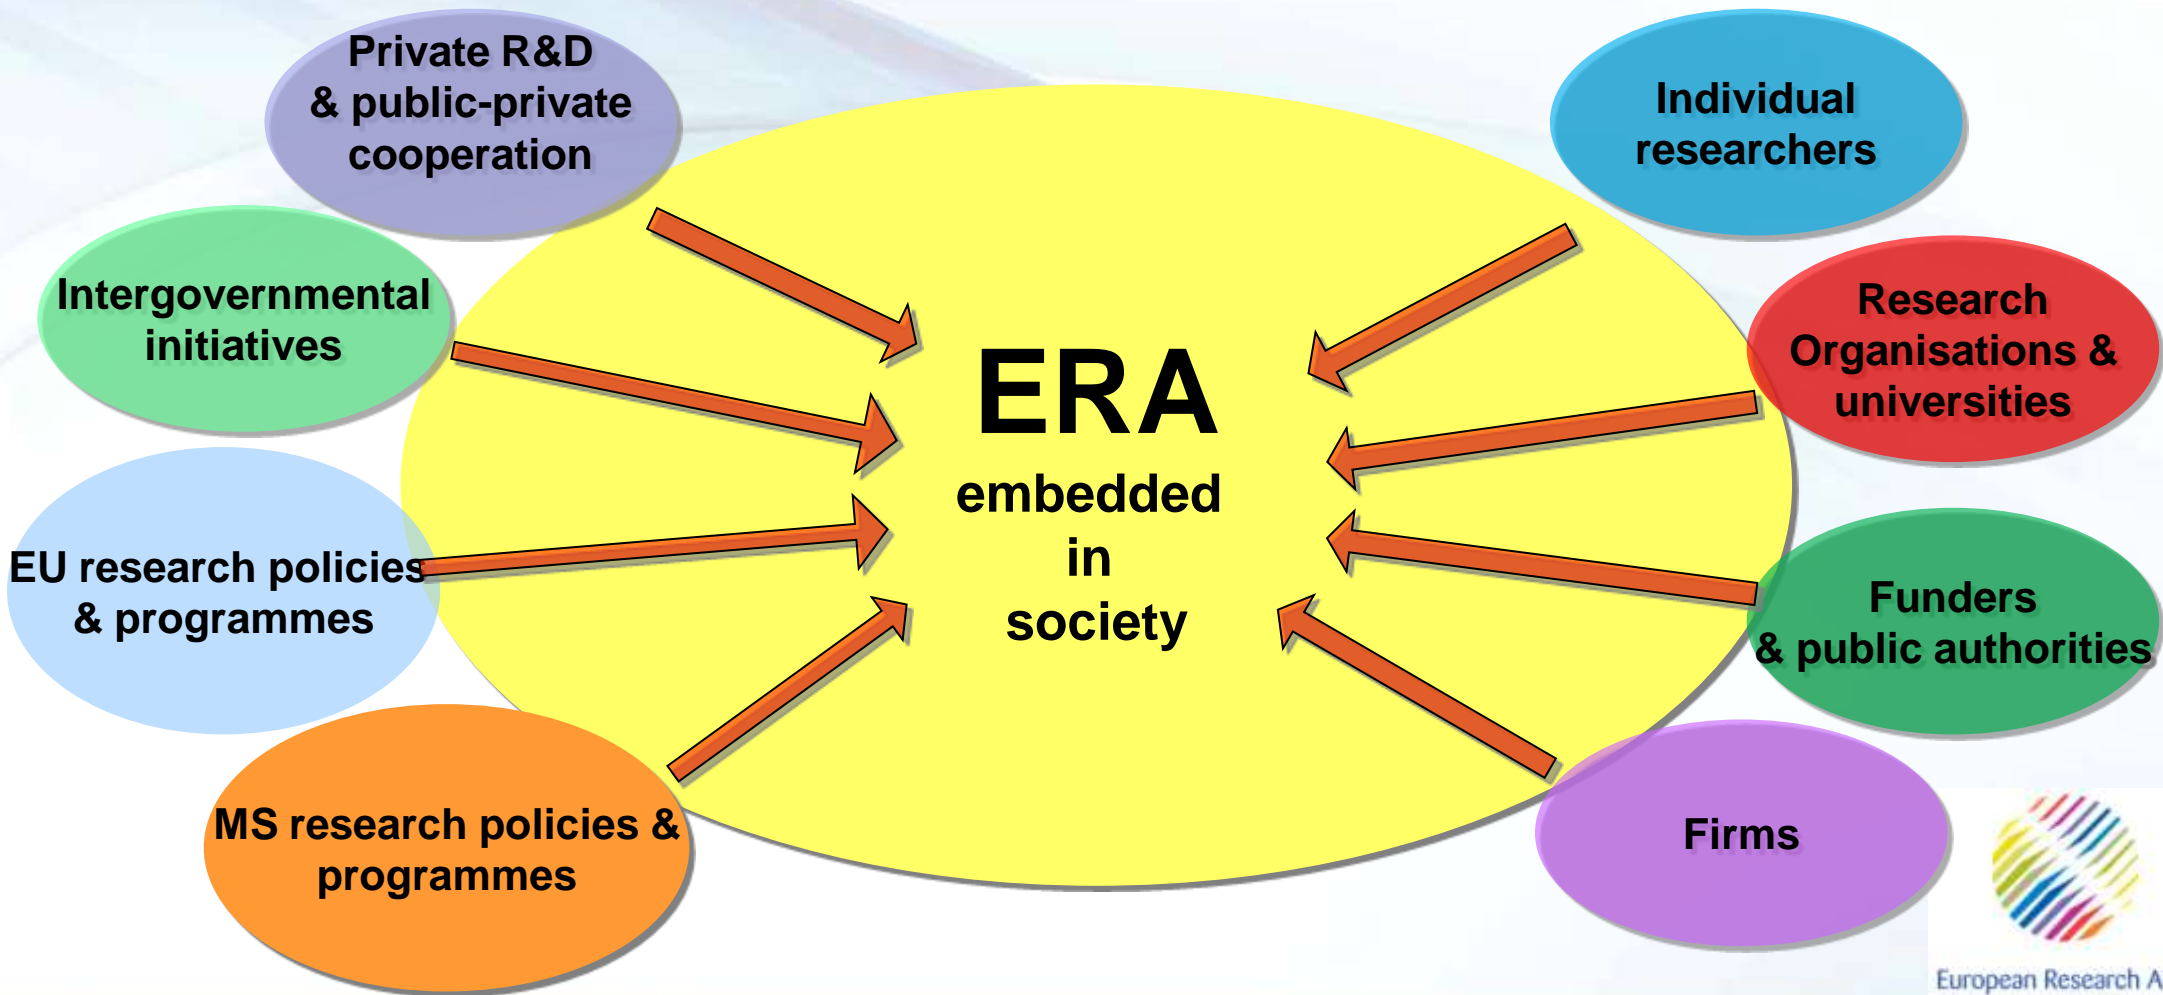 Private R&D
& public-private
cooperation
Intergovernmental
initiatives
EU research policies
& programmes
MS research policies &
programmes
ERA
embedded
in
society
Individual
researchers
Research
Organisations &
universities
Funders
& public authorities
Firms
European Research A